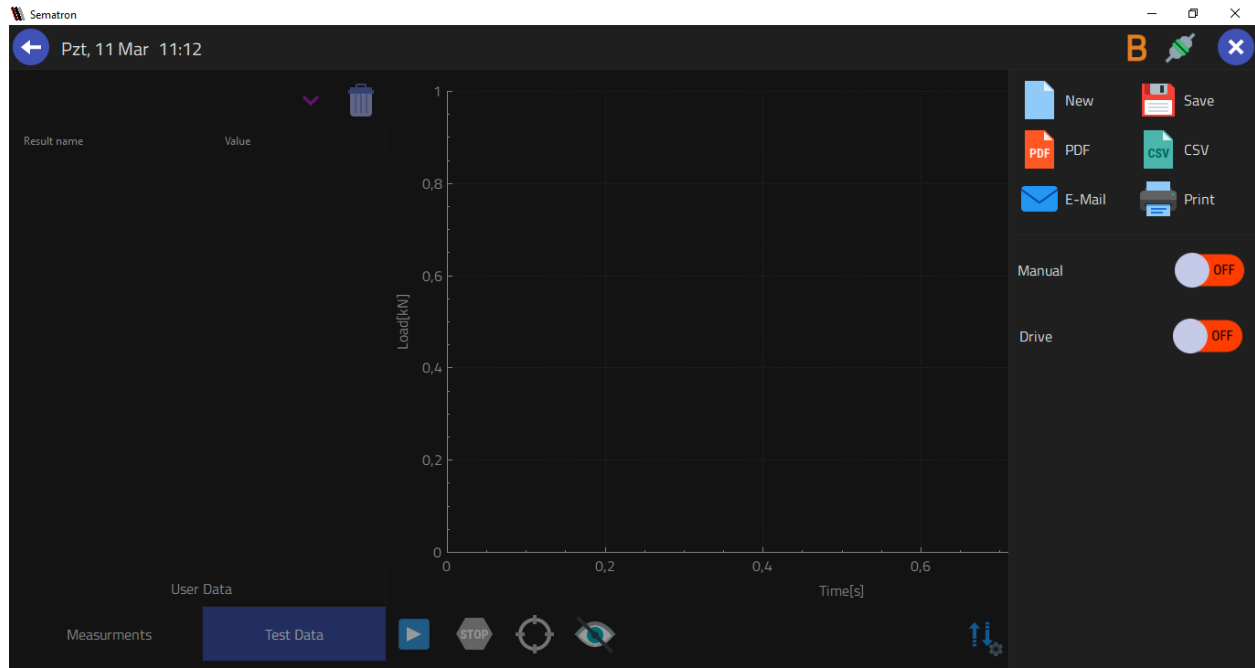 Sematron
Pzt, 11 Mar 11:12
B
Result name Value
User Data
Measurments Test Data
1
0,8
0,6
0,4
0,2
0
Load[kN]
0 0,2 0,4 0,6
Time[s]
STOP
New
Save
PDF PDF
CSV CSV
E-Mail
Print
Manual OFF
Drive OFF